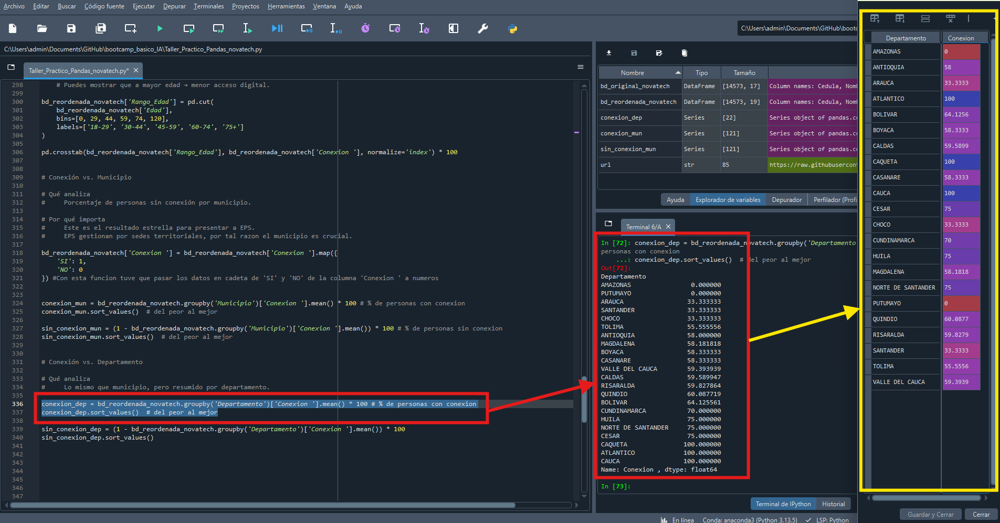 Archivo Editar Buscar Código fuente Ejecutar Depurar Terminales Proyectos Herramientas Ventana Ayuda
C:\Users\admin\Documents\GitHub\bootc
C:\Users\admin\Documents\GitHub\bootcamp_basico_IA\Taller_Practico_Pandas_novatech.py
Taller_Practico_Pandas_novatech.py*
298 # Puedes mostrar que a mayor edad → menor acceso digital.
299
300 bd_reordenada_novatech['Rango_Edad'] = pd.cut(
301 bd_reordenada_novatech['Edad'],
302 bins=[0, 29, 44, 59, 74, 120],
303 labels=['18-29', '30-44', '45-59', '60-74', '75+']
304 )
305
306 pd.crosstab(bd_reordenada_novatech['Rango_Edad'], bd_reordenada_novatech['Conexion '], normalize='index') * 100
307
308
309 # Conexión vs. Municipio
310
311 # Qué analiza
312 # Porcentaje de personas sin conexión por municipio.
313
314 # Por qué importa
315 # Este es el resultado estrella para presentar a EPS.
316 # EPS gestionan por sedes territoriales, por tal razon el municipio es crucial.
317
318 bd_reordenada_novatech['Conexion '] = bd_reordenada_novatech['Conexion '].map({
319 'SI': 1,
320 'NO': 0
321 }) #Con esta funcion tuve que pasar los datos en cadeta de 'SI' y 'NO' de la columna 'Conexion ' a numeros
322
323
324 conexion_mun = bd_reordenada_novatech.groupby('Municipio')['Conexion '].mean() * 100 # % de personas con conexion
325 conexion_mun.sort_values() # del peor al mejor
326
327 sin_conexion_mun = (1 - bd_reordenada_novatech.groupby('Municipio')['Conexion '].mean()) * 100 # % de personas sin conexion
328 sin_conexion_mun.sort_values() # del peor al mejor
329
330
331 # Conexión vs. Departamento
332
333 # Qué analiza
334 # Lo mismo que municipio, pero resumido por departamento.
335
336 conexion_dep = bd_reordenada_novatech.groupby('Departamento')['Conexion '].mean() * 100 # % de personas con conexion
337 conexion_dep.sort_values() # del peor al mejor
338
339 sin_conexion_dep = (1 - bd_reordenada_novatech.groupby('Departamento')['Conexion '].mean()) * 100
340 sin_conexion_dep.sort_values()
341
342
343
344
345
346
347
Nombre Tipo Tamaño
bd_original_novatech DataFrame [14573, 17] Column names: Cedula, Nom
bd_reordenada_novatech DataFrame [14573, 19] Column names: Cedula, Nom
conexion_dep Series [22] Series object of pandas.c
conexion_mun Series [121] Series object of pandas.c
sin_conexion_mun Series [121] Series object of pandas.c
url str 85 https://raw.githubusercon
Ayuda Explorador de variables Depurador Perfilador (Profi
Terminal 6/A
In [72]: conexion_dep = bd_reordenada_novatech.groupby('Departamento
personas con conexion
...: conexion_dep.sort_values() # del peor al mejor
Out[72]:
Departamento
AMAZONAS 0.000000
PUTUMAYO 0.000000
ARAUCA 33.333333
SANTANDER 33.333333
CHOCO 33.333333
TOLIMA 55.555556
ANTIOQUIA 58.000000
MAGDALENA 58.181818
BOYACA 58.333333
CASANARE 58.333333
VALLE DEL CAUCA 59.393939
CALDAS 59.589947
RISARALDA 59.827864
QUINDIO 60.087719
BOLIVAR 64.125561
CUNDINAMARCA 70.000000
HUILA 75.000000
NORTE DE SANTANDER 75.000000
CESAR 75.000000
CAQUETA 100.000000
ATLANTICO 100.000000
CAUCA 100.000000
Name: Conexion , dtype: float64
In [73]:
Terminal de IPython Historial
En línea Conda: anaconda3 (Python 3.13.5) LSP: Python
Departamento Conexion
AMAZONAS 0
ANTIOQUIA 58
ARAUCA 33.3333
ATLANTICO 100
BOLIVAR 64.1256
BOYACA 58.3333
CALDAS 59.5899
CAQUETA 100
CASANARE 58.3333
CAUCA 100
CESAR 75
CHOCO 33.3333
CUNDINAMARCA 70
HUILA 75
MAGDALENA 58.1818
NORTE DE SANTANDER 75
PUTUMAYO 0
QUINDIO 60.0877
RISARALDA 59.8279
SANTANDER 33.3333
TOLIMA 55.5556
VALLE DEL CAUCA 59.3939
Guardar y Cerrar Cerrar